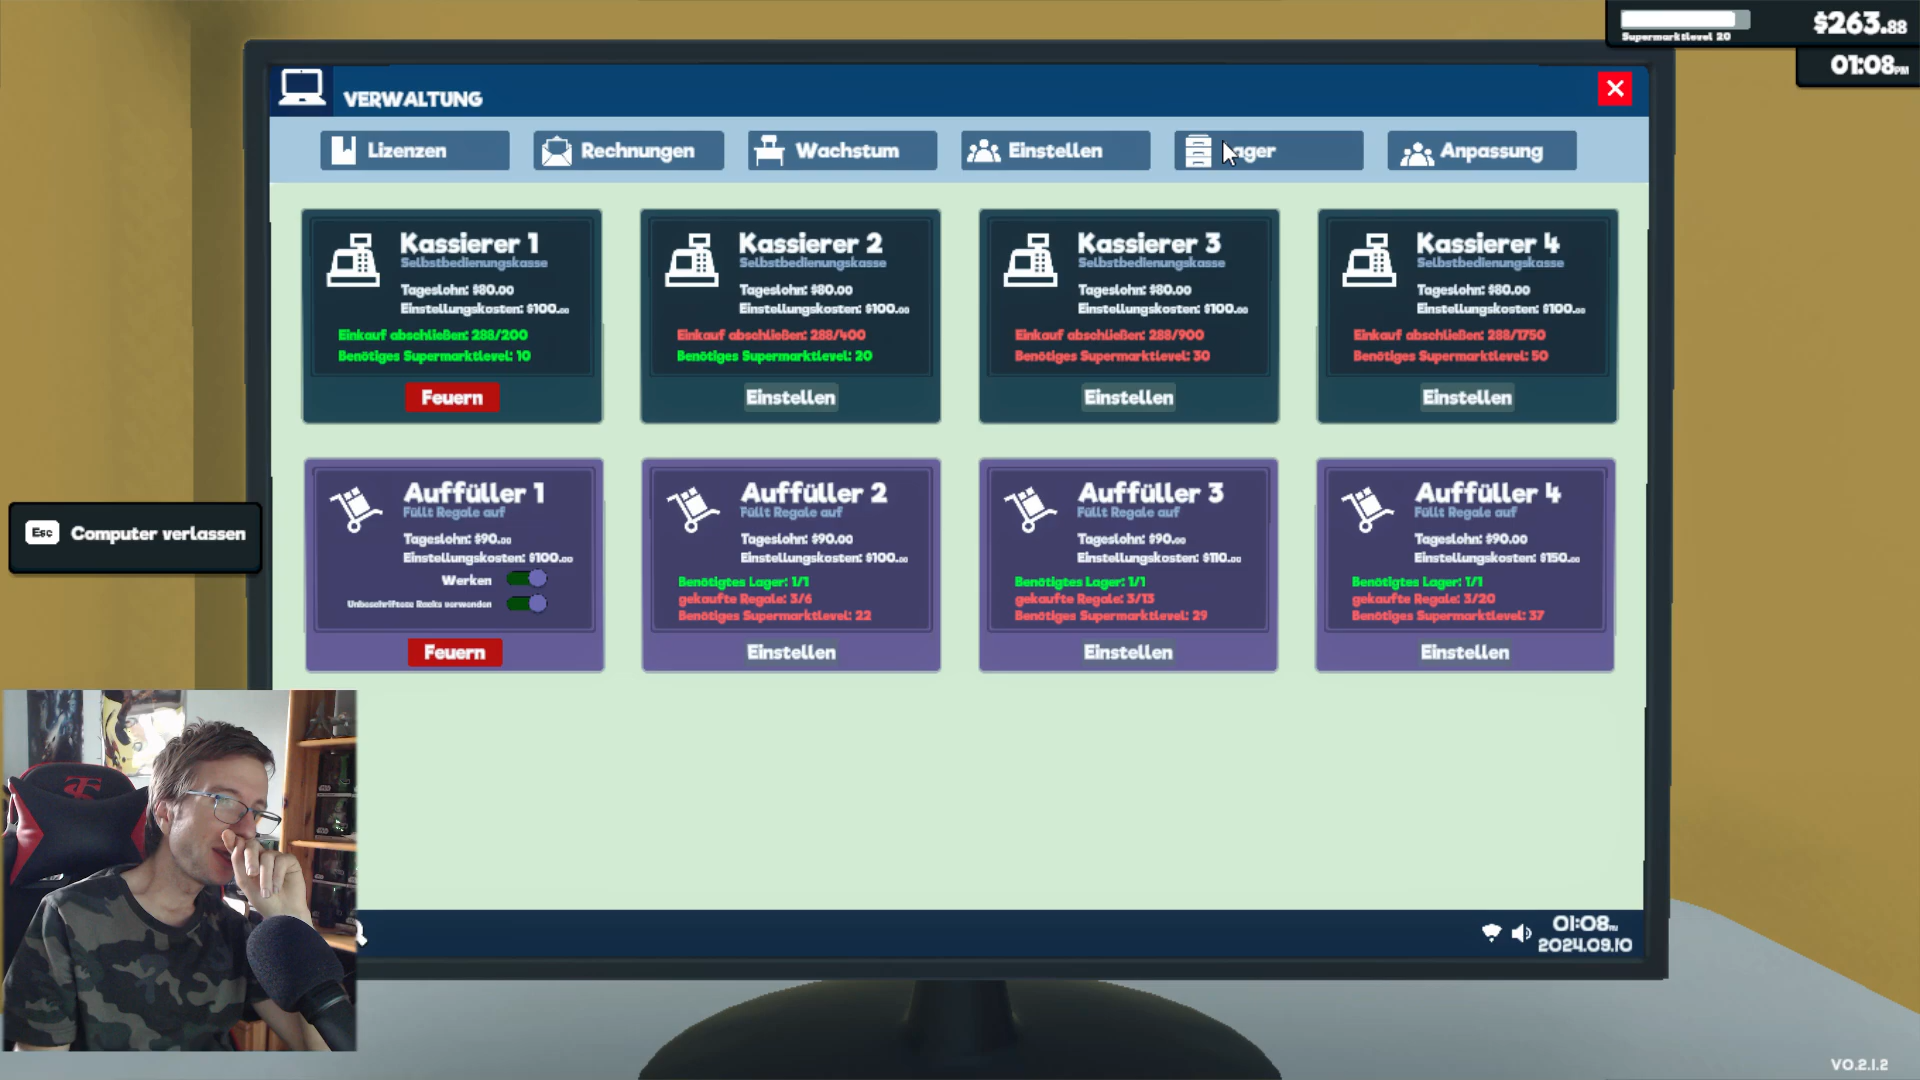 $263.88
Supermarktlevel 20
01:08PM
VERWALTUNG
Lizenzen
Rechnungen
Wachstum
Einstellen
ager
Anpassung
Kassierer 1
Selbstbedienungskasse
Tageslohn: $80.00
Einstellungskosten: $100.00
Einkauf abschließen: 288/200
Benötiges Supermarktlevel: 10
Feuern
Kassierer 2
Selbstbedienungskasse
Tageslohn: $80.00
Einstellungskosten: $100.00
Einkauf abschließen: 288/400
Benötiges Supermarktlevel: 20
Einstellen
Kassierer 3
Selbstbedienungskasse
Tageslohn: $80.00
Einstellungskosten: $100.00
Einkauf abschließen: 288/900
Benötiges Supermarktlevel: 30
Einstellen
Kassierer 4
Selbstbedienungskasse
Tageslohn: $80.00
Einstellungskosten: $100.00
Einkauf abschließen: 288/1750
Benötiges Supermarktlevel: 50
Einstellen
Auffüller 1
Füllt Regale auf
Tageslohn: $90.00
Einstellungskosten: $100.00
Werken
Unbeschriftete Racks verwenden
Feuern
Auffüller 2
Füllt Regale auf
Tageslohn: $90.00
Einstellungskosten: $100.00
Benötigtes Lager: 1/1
gekaufte Regale: 3/6
Benötiges Supermarktlevel: 22
Einstellen
Auffüller 3
Füllt Regale auf
Tageslohn: $90.00
Einstellungskosten: $110.00
Benötigtes Lager: 1/1
gekaufte Regale: 3/13
Benötiges Supermarktlevel: 29
Einstellen
Auffüller 4
Füllt Regale auf
Tageslohn: $90.00
Einstellungskosten: $150.00
Benötigtes Lager: 1/1
gekaufte Regale: 3/20
Benötiges Supermarktlevel: 37
Einstellen
Esc Computer verlassen
01:08PM
2024.09.10
V0.2.1.2